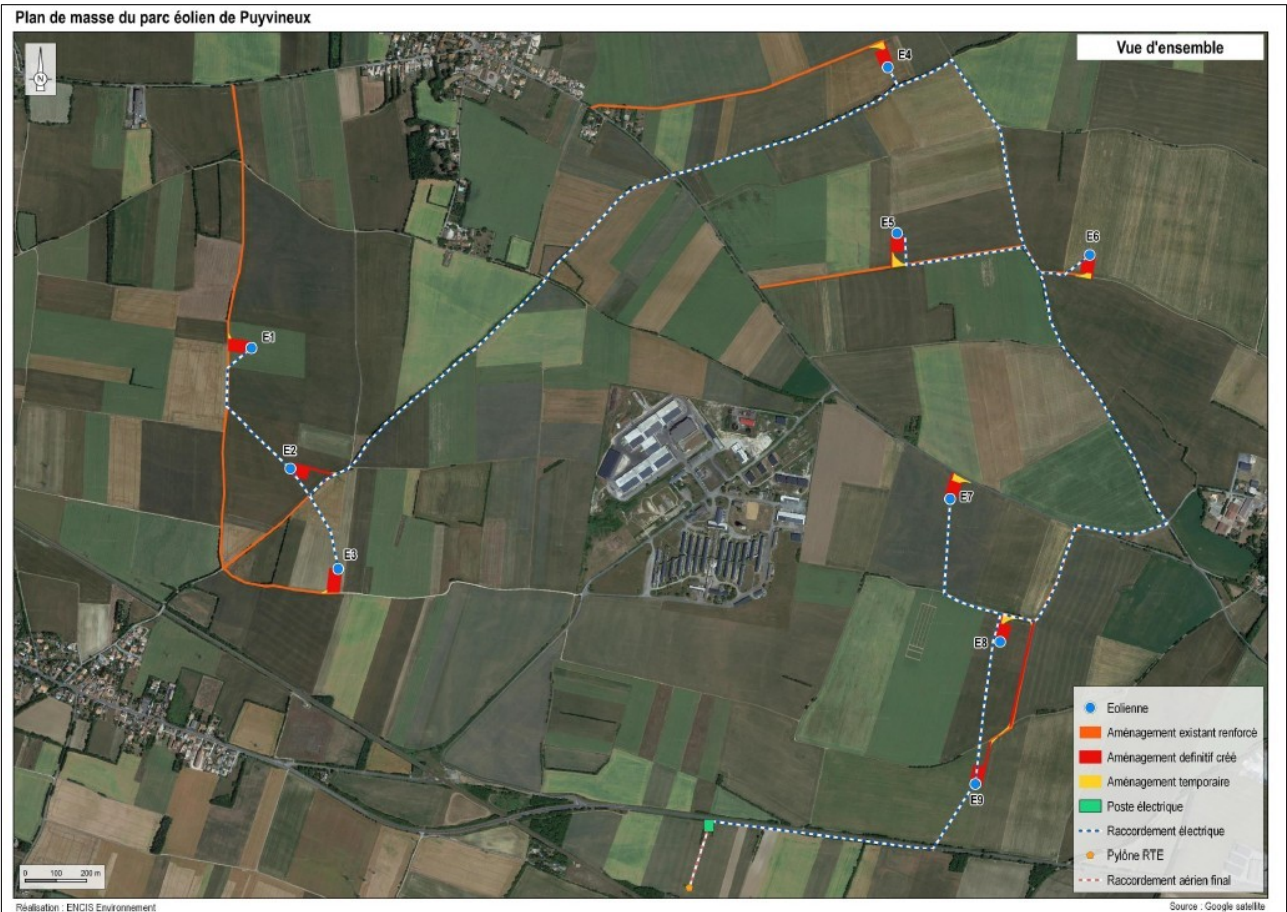 Plan de masse du parc éolien de Puyvineux
Vue d'ensemble
N
E4
E5
E6
E1
E2
E7
E3
E8
E9
Eolienne
Aménagement existant renforcé
Aménagement definitif créé
Aménagement temporaire
Poste électrique
Raccordement électrique
Pylône RTE
Raccordement aérien final
0 100 200 m
Réalisation : ENCIS Environnement
Source : Google satellite